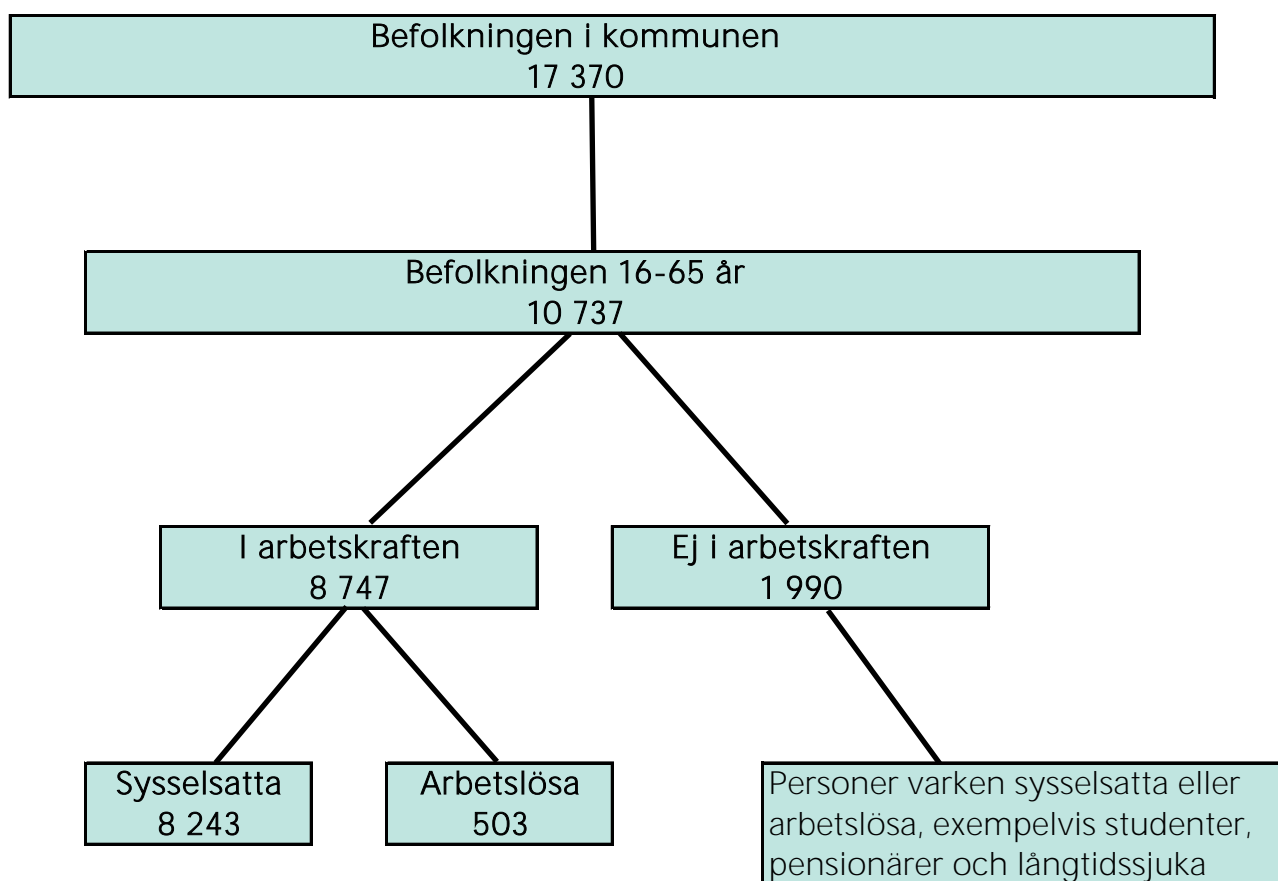 Befolkningen i kommunen
17 370
Befolkningen 16-65 år
10 737
I arbetskraften
8 747
Ej i arbetskraften
1 990
Sysselsatta
8 243
Arbetslösa
503
Personer varken sysselsatta eller
arbetslösa, exempelvis studenter,
pensionärer och långtidssjuka